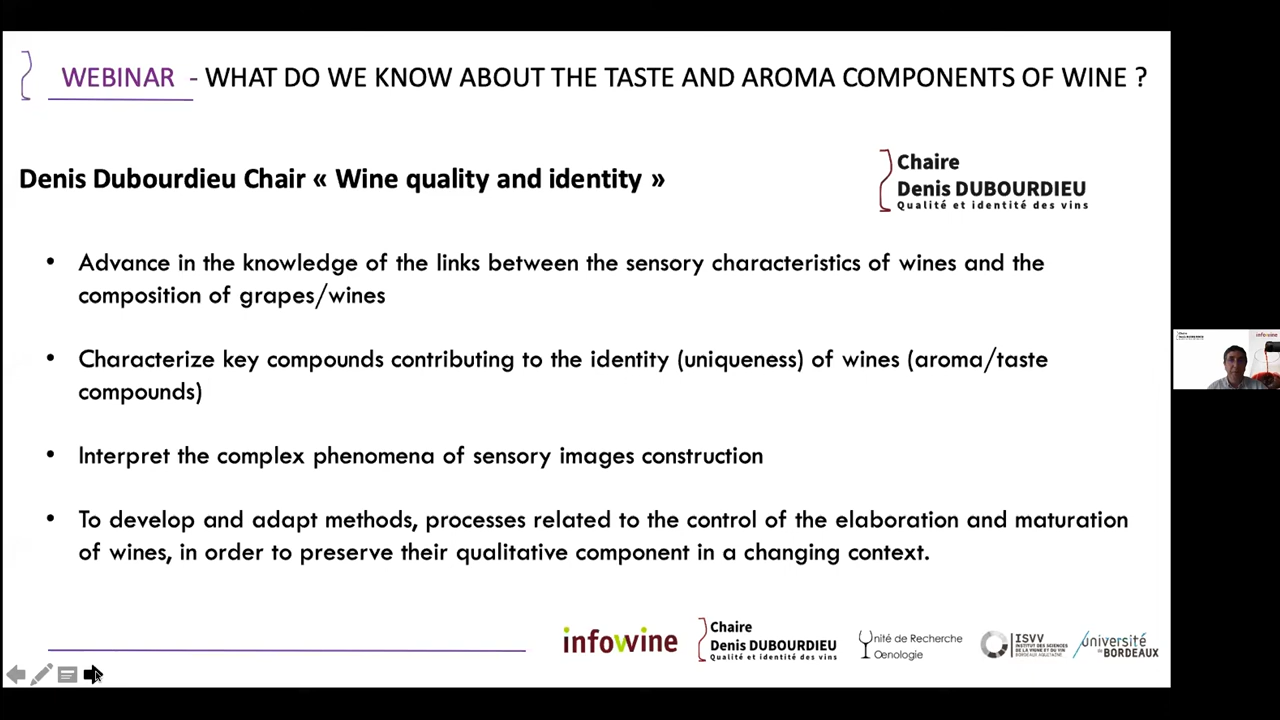 WEBINAR - WHAT DO WE KNOW ABOUT THE TASTE AND AROMA COMPONENTS OF WINE ?
Denis Dubourdieu Chair « Wine quality and identity »
Chaire
Denis DUBOURDIEU
Qualité et identité des vins
• Advance in the knowledge of the links between the sensory characteristics of wines and the
composition of grapes/wines
• Characterize key compounds contributing to the identity (uniqueness) of wines (aroma/taste
compounds)
• Interpret the complex phenomena of sensory images construction
• To develop and adapt methods, processes related to the control of the elaboration and maturation
of wines, in order to preserve their qualitative component in a changing context.
infowine
Chaire
Denis DUBOURDIEU
Qualité et identité des vins
Unité de Recherche
Œnologie
ISVV
INSTITUT DES SCIENCES
DE LA VIGNE ET DU VIN
BORDEAUX AQUITAINE
université
de BORDEAUX
infowine